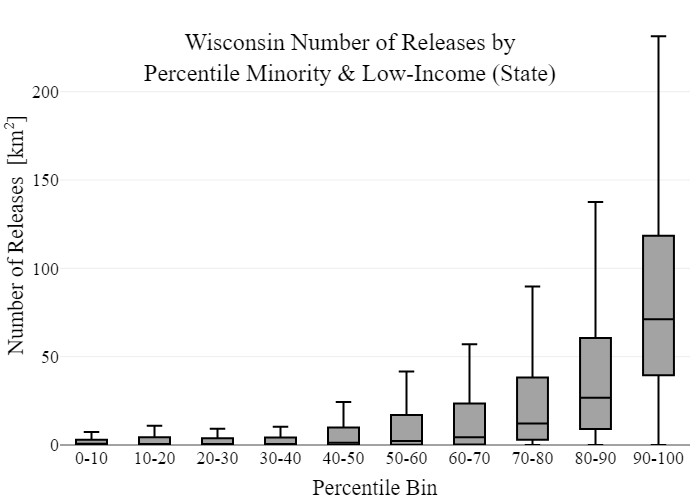 Wisconsin Number of Releases by
Percentile Minority & Low-Income (State)
Number of Releases [km²]
200
150
100
50
0
0-10 10-20 20-30 30-40 40-50 50-60 60-70 70-80 80-90 90-100
Percentile Bin